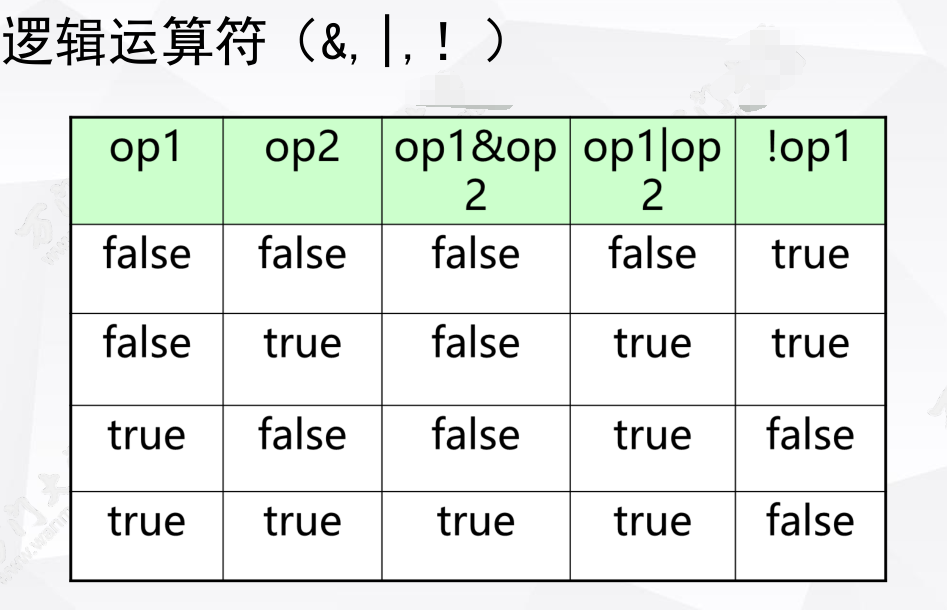 逻辑运算符（&,|,！）
op1 op2 op1&op2 op1|op2 !op1
false false false false true
false true false true true
true false false true false
true true true true false